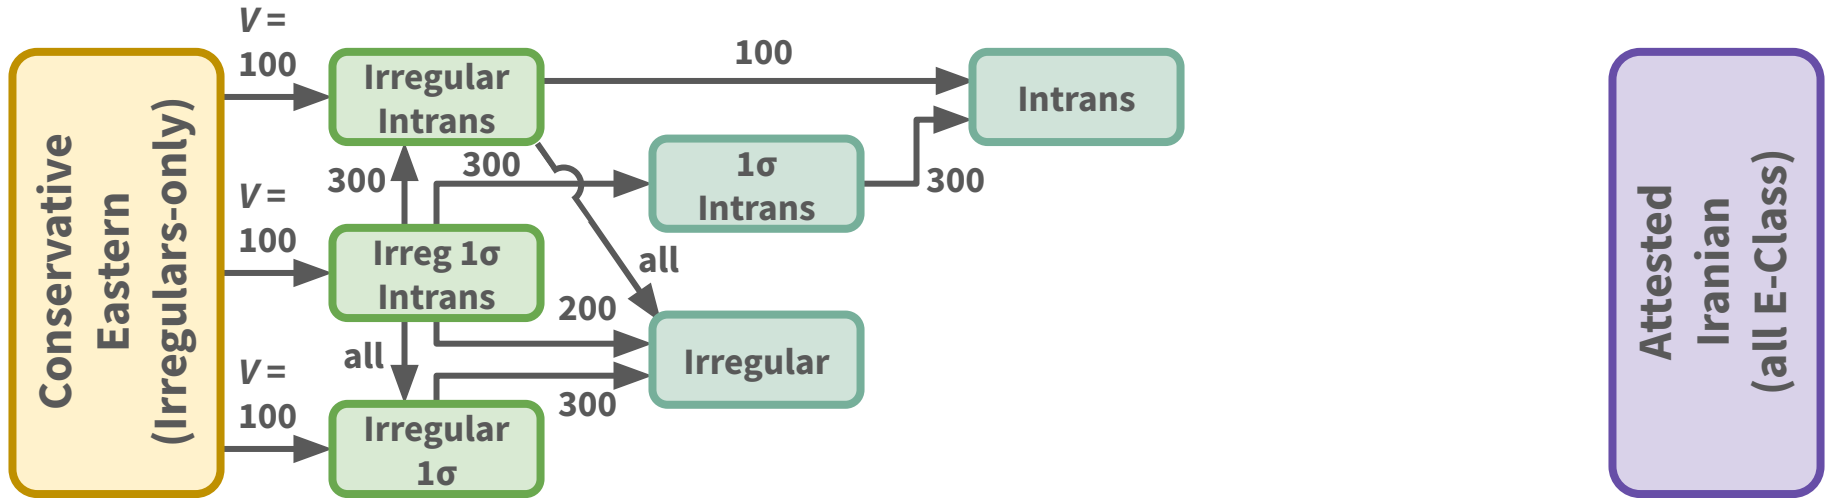 Conservative
Eastern
(Irregulars-only)
V =
100
V =
100
V =
100
Irregular
Intrans
300
300
Irreg 1σ
Intrans
all
200
300
Irregular
1σ
100
1σ
Intrans
300
all
Irregular
Intrans
Attested
Iranian
(all E-Class)